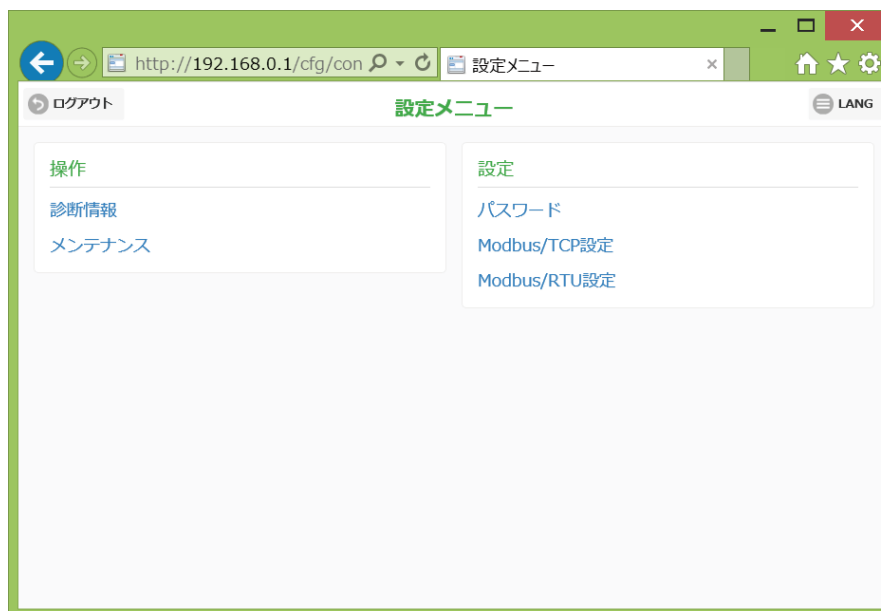 http://192.168.0.1/cfg/con
設定メニュー
ログアウト
設定メニュー
LANG
操作
診断情報
メンテナンス
設定
パスワード
Modbus/TCP設定
Modbus/RTU設定